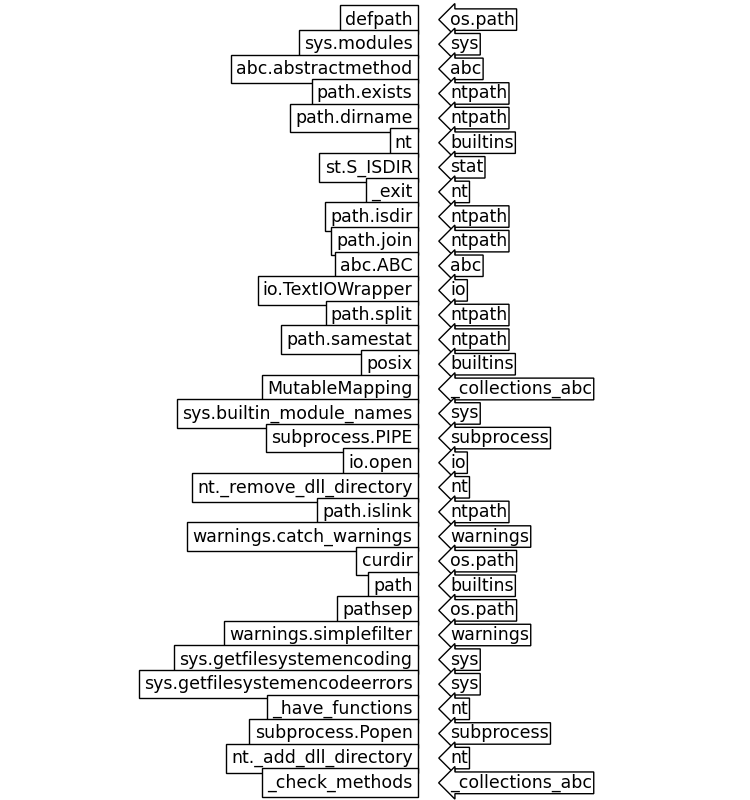 defpath os.path
sys.modules sys
abc.abstractmethod abc
path.exists ntpath
path.dirname ntpath
nt builtins
st.S_ISDIR stat
_exit nt
path.isdir ntpath
path.join ntpath
abc.ABC abc
io.TextIOWrapper io
path.split ntpath
path.samestat ntpath
posix builtins
MutableMapping _collections_abc
sys.builtin_module_names sys
subprocess.PIPE subprocess
io.open io
nt._remove_dll_directory nt
path.islink ntpath
warnings.catch_warnings warnings
curdir os.path
path builtins
pathsep os.path
warnings.simplefilter warnings
sys.getfilesystemencoding sys
sys.getfilesystemencodeerrors sys
_have_functions nt
subprocess.Popen subprocess
nt._add_dll_directory nt
_check_methods _collections_abc